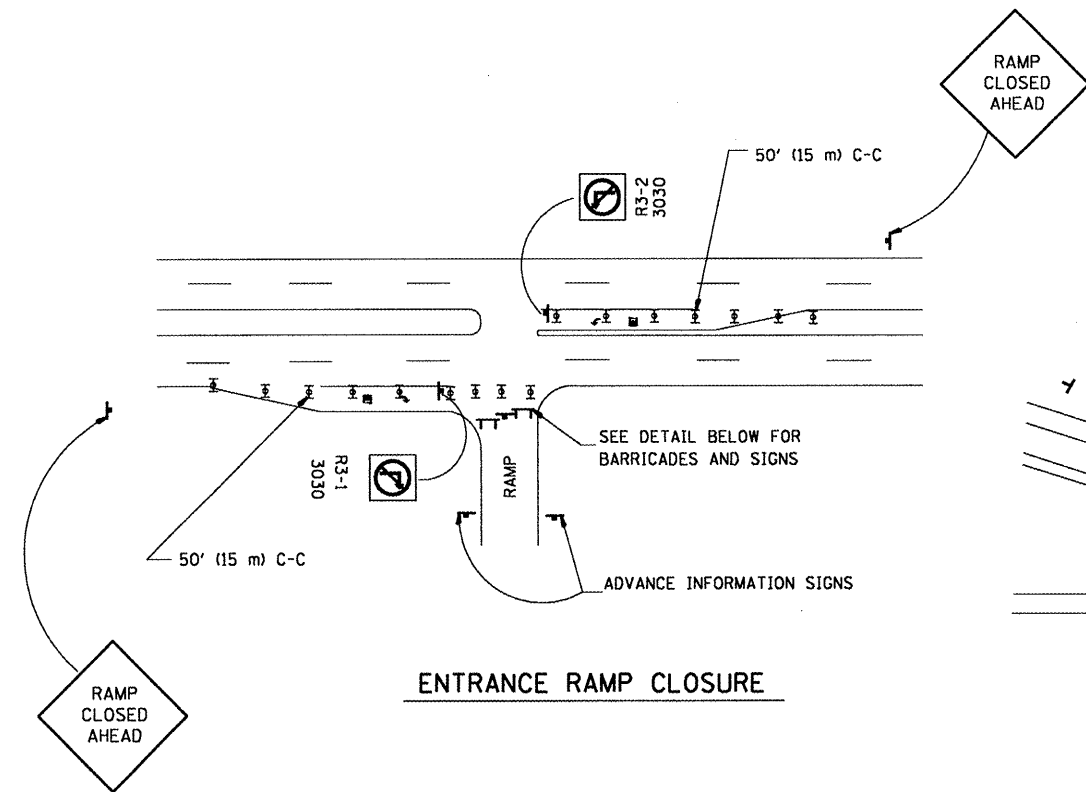 RAMP
CLOSED
AHEAD
50' (15 m) C-C
R3-2
3030
SEE DETAIL BELOW FOR
BARRICADES AND SIGNS
RAMP
R3-1
3030
50' (15 m) C-C
ADVANCE INFORMATION SIGNS
RAMP
CLOSED
AHEAD
ENTRANCE RAMP CLOSURE